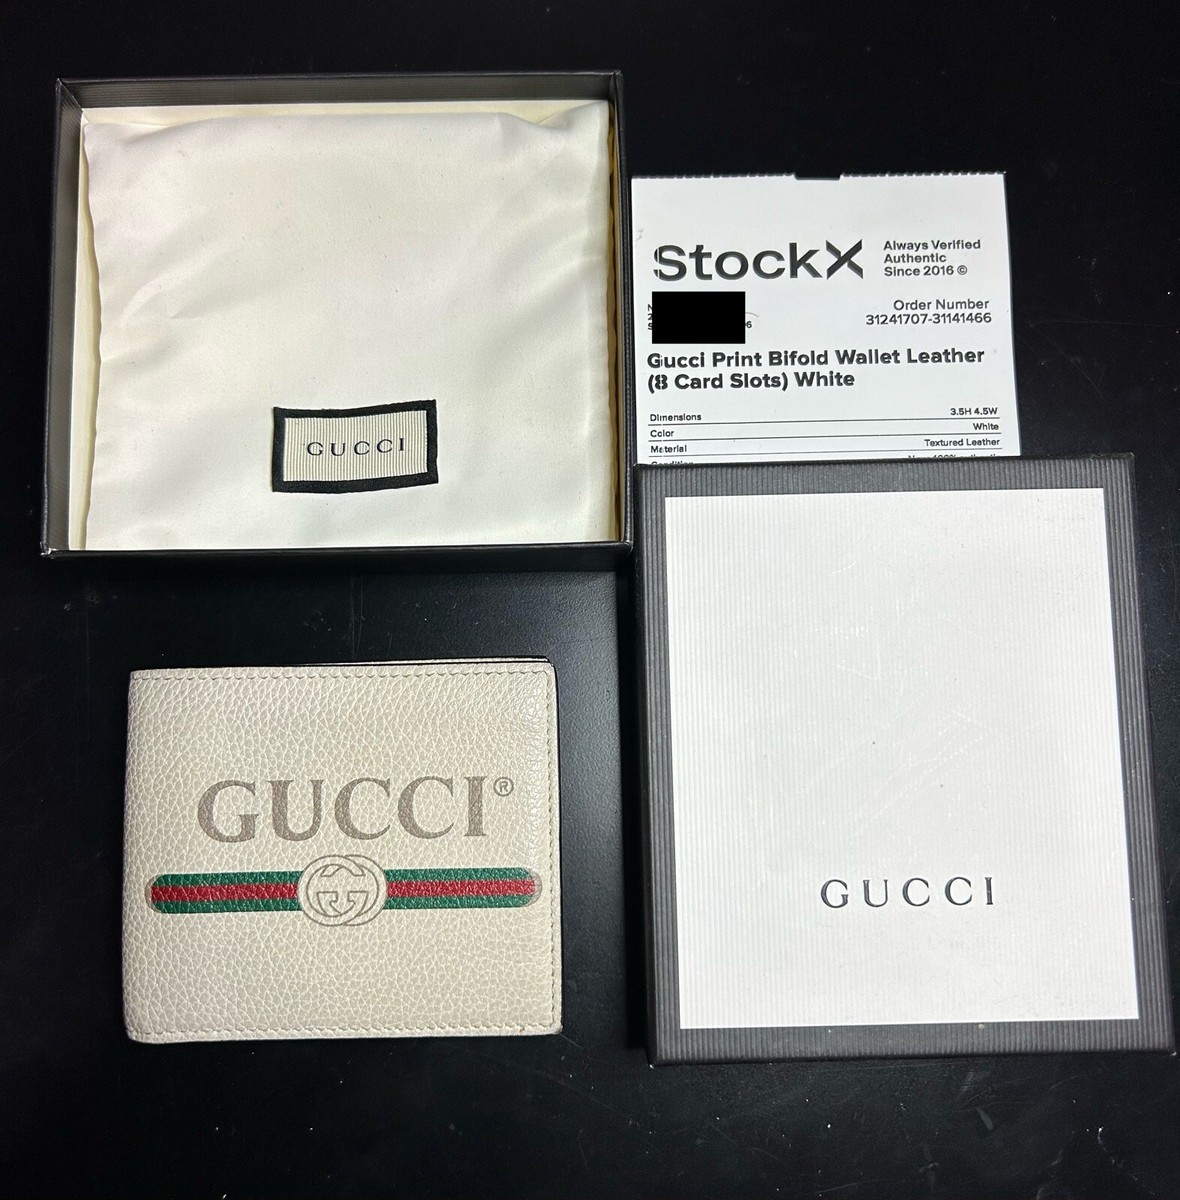 GUCCI
StockX
Always Verified
Authentic
Since 2016 ©
Order Number
31241707-31141466
Gucci Print Bifold Wallet Leather
(8 Card Slots) White
Dimensions 3.5H 4.5W
Color White
Material Textured Leather
GUCCI®
GUCCI